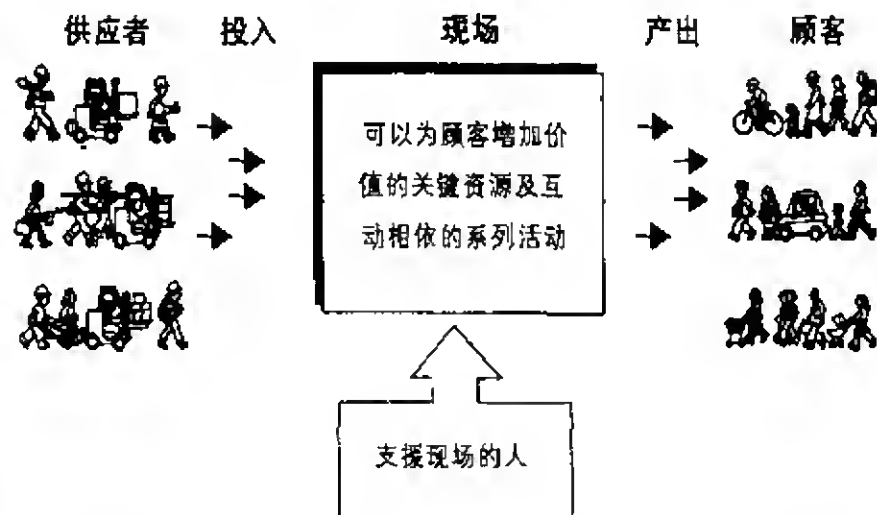 供应者 投入 现场 产出 顾客
可以为顾客增加价
值的关键资源及互
动相依的系列活动
支援现场的人